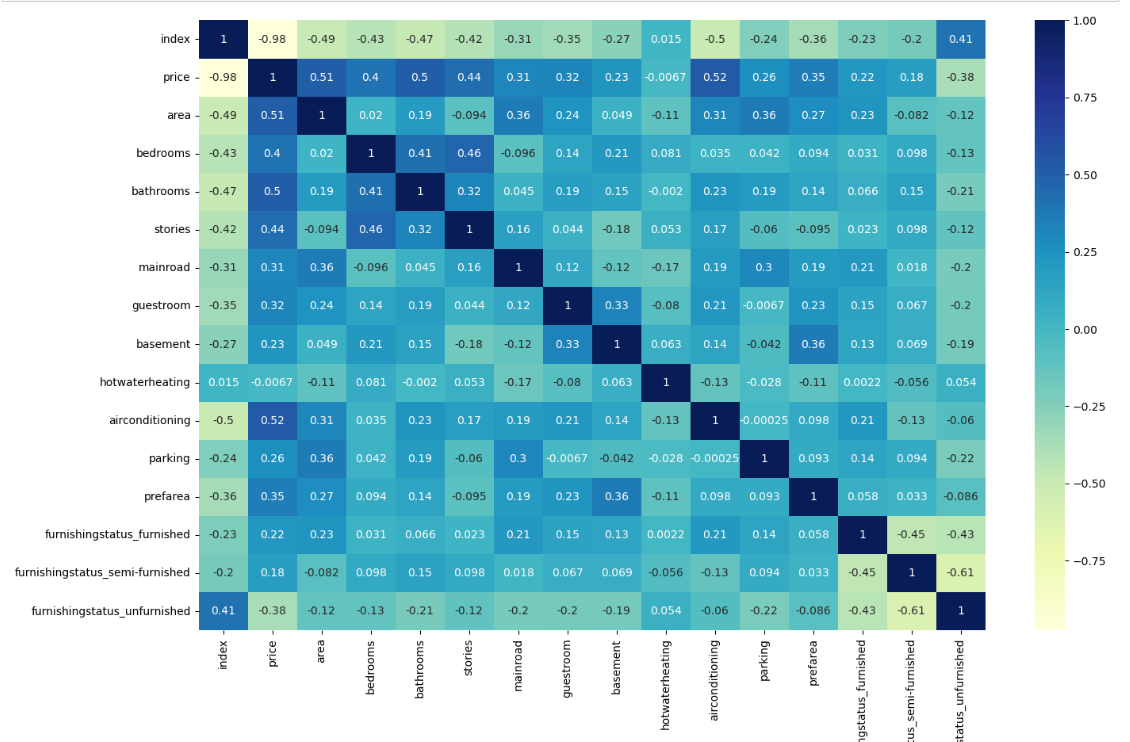 index 1 -0.98 -0.49 -0.43 -0.47 -0.42 -0.31 -0.35 -0.27 0.015 -0.5 -0.24 -0.36 -0.23 -0.2 0.41
price -0.98 1 0.51 0.4 0.5 0.44 0.31 0.32 0.23 -0.0067 0.52 0.26 0.35 0.22 0.18 -0.38
area -0.49 0.51 1 0.02 0.19 -0.094 0.36 0.24 0.049 -0.11 0.31 0.36 0.27 0.23 -0.082 -0.12
bedrooms -0.43 0.4 0.02 1 0.41 0.46 -0.096 0.14 0.21 0.081 0.035 0.042 0.094 0.031 0.098 -0.13
bathrooms -0.47 0.5 0.19 0.41 1 0.32 0.045 0.19 0.15 -0.002 0.23 0.19 0.14 0.066 0.15 -0.21
stories -0.42 0.44 -0.094 0.46 0.32 1 0.16 0.044 -0.18 0.053 0.17 -0.06 -0.095 0.023 0.098 -0.12
mainroad -0.31 0.31 0.36 -0.096 0.045 0.16 1 0.12 -0.12 -0.17 0.19 0.3 0.19 0.21 0.018 -0.2
guestroom -0.35 0.32 0.24 0.14 0.19 0.044 0.12 1 0.33 -0.08 0.21 -0.0067 0.23 0.15 0.067 -0.2
basement -0.27 0.23 0.049 0.21 0.15 -0.18 -0.12 0.33 1 0.063 0.14 -0.042 0.36 0.13 0.069 -0.19
hotwaterheating 0.015 -0.0067 -0.11 0.081 -0.002 0.053 -0.17 -0.08 0.063 1 -0.13 -0.028 -0.11 0.0022 -0.056 0.054
airconditioning -0.5 0.52 0.31 0.035 0.23 0.17 0.19 0.21 0.14 -0.13 1 -0.00025 0.098 0.21 -0.13 -0.06
parking -0.24 0.26 0.36 0.042 0.19 -0.06 0.3 -0.0067 -0.042 -0.028 -0.00025 1 0.093 0.14 0.094 -0.22
prefarea -0.36 0.35 0.27 0.094 0.14 -0.095 0.19 0.23 0.36 -0.11 0.098 0.093 1 0.058 0.033 -0.086
furnishingstatus_furnished -0.23 0.22 0.23 0.031 0.066 0.023 0.21 0.15 0.13 0.0022 0.21 0.14 0.058 1 -0.45 -0.43
furnishingstatus_semi-furnished -0.2 0.18 -0.082 0.098 0.15 0.098 0.018 0.067 0.069 -0.056 -0.13 0.094 0.033 -0.45 1 -0.61
furnishingstatus_unfurnished 0.41 -0.38 -0.12 -0.13 -0.21 -0.12 -0.2 -0.2 -0.19 0.054 -0.06 -0.22 -0.086 -0.43 -0.61 1
index
price
area
bedrooms
bathrooms
stories
mainroad
guestroom
basement
hotwaterheating
airconditioning
parking
prefarea
ngstatus_furnished
tus_semi-furnished
status_unfurnished
1.00
0.75
0.50
0.25
0.00
−0.25
−0.50
−0.75